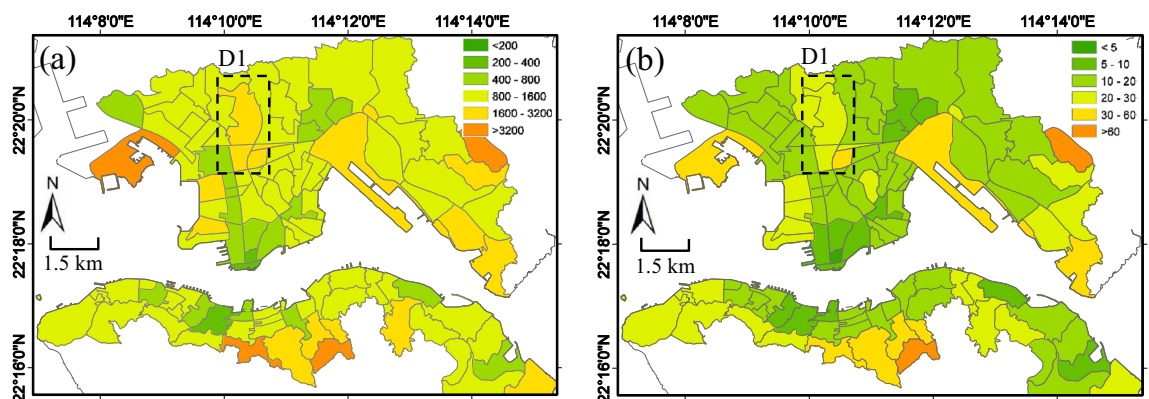 114°8'0"E 114°10'0"E 114°12'0"E 114°14'0"E
(a)
D1
<200
200 - 400
400 - 800
800 - 1600
1600 - 3200
>3200
22°20'0"N
22°18'0"N
22°16'0"N
N
1.5 km
114°8'0"E 114°10'0"E 114°12'0"E 114°14'0"E
(b)
D1
< 5
5 - 10
10 - 20
20 - 30
30 - 60
>60
22°20'0"N
22°18'0"N
22°16'0"N
N
1.5 km